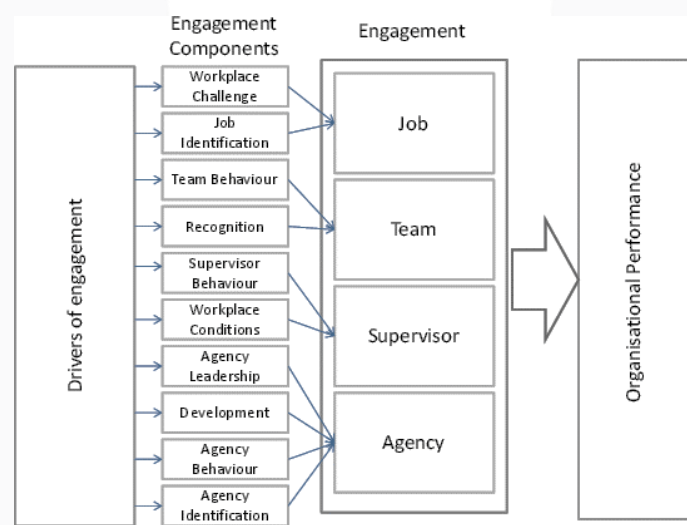 Engagement
Components
Engagement
Drivers of engagement
Workplace
Challenge
Job
Identification
Team Behaviour
Recognition
Supervisor
Behaviour
Workplace
Conditions
Agency
Leadership
Development
Agency
Behaviour
Agency
Identification
Job
Team
Supervisor
Agency
Organisational Performance